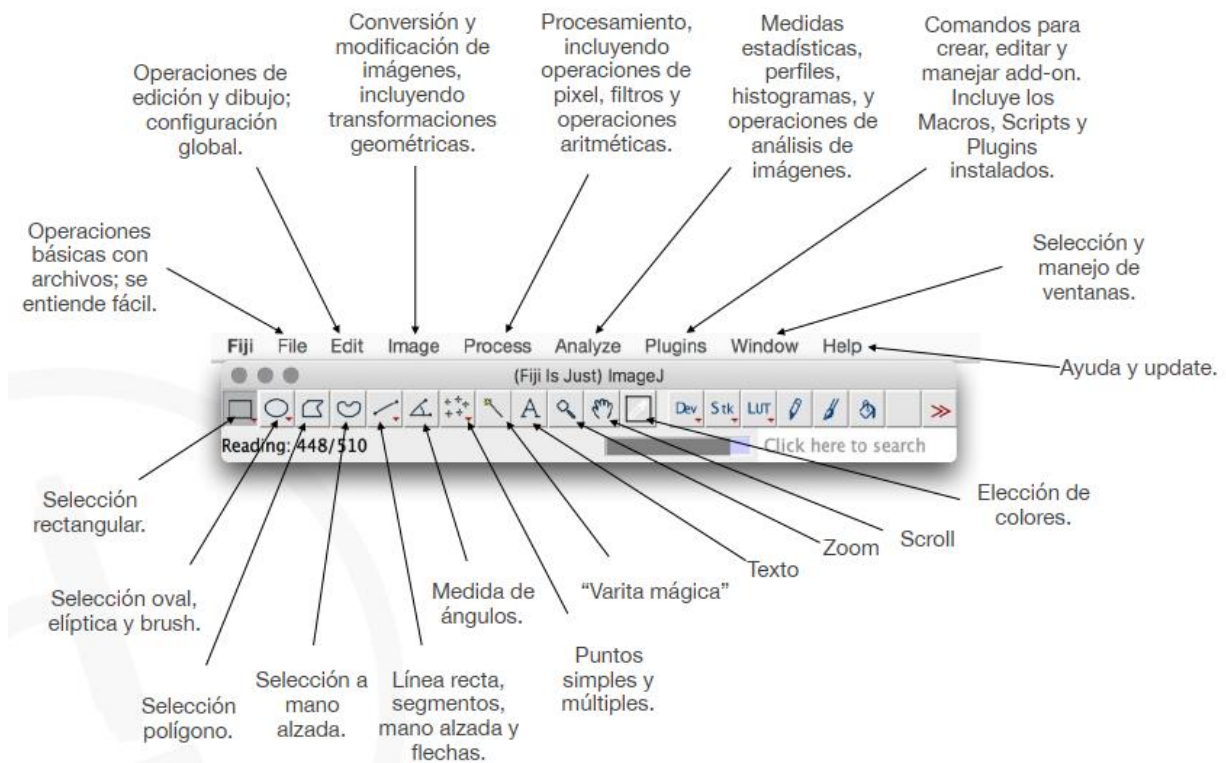 Operaciones de
edición y dibujo;
configuración
global.
Conversión y
modificación de
imágenes,
incluyendo
transformaciones
geométricas.
Procesamiento,
incluyendo
operaciones de
pixel, filtros y
operaciones
aritméticas.
Medidas
estadísticas,
perfiles,
histogramas, y
operaciones de
análisis de
imágenes.
Comandos para
crear, editar y
manejar add-on.
Incluye los
Macros, Scripts y
Plugins
instalados.
Operaciones
básicas con
archivos; se
entiende fácil.
Selección y
manejo de
ventanas.
Fiji File Edit Image Process Analyze Plugins Window Help
Ayuda y update.
(Fiji Is Just) ImageJ
A Dev Stk LUT
Reading: 448/510 Click here to search
Selección
rectangular.
Selección oval,
elíptica y brush.
Selección
polígono.
Selección a
mano
alzada.
Línea recta,
segmentos,
mano alzada y
flechas.
Medida de
ángulos.
"Varita mágica"
Puntos
simples y
múltiples.
Texto
Zoom
Scroll
Elección de
colores.